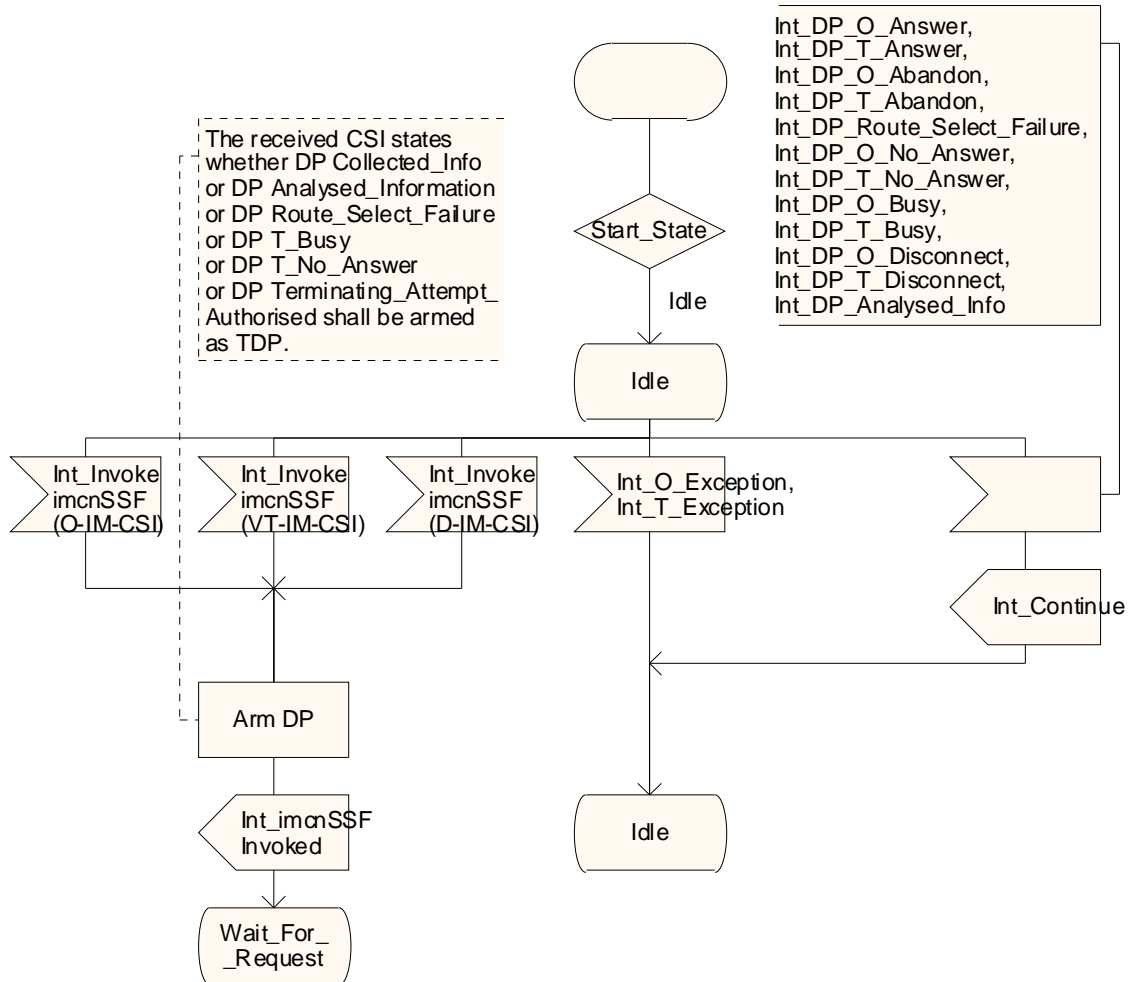 Int_DP_O_Answer,
Int_DP_T_Answer,
Int_DP_O_Abandon,
Int_DP_T_Abandon,
Int_DP_Route_Select_Failure,
Int_DP_O_No_Answer,
Int_DP_T_No_Answer,
Int_DP_O_Busy,
Int_DP_T_Busy,
Int_DP_O_Disconnect,
Int_DP_T_Disconnect,
Int_DP_Analysed_Info
The received CSI states
whether DP Collected_Info
or DP Analysed_Information
or DP Route_Select_Failure
or DP T_Busy
or DP T_No_Answer
or DP Terminating_Attempt_
Authorised shall be armed
as TDP.
Start_State
Idle
Idle
Int_Invoke
imcnSSF
(O-IM-CSI)
Int_Invoke
imcnSSF
(VT-IM-CSI)
Int_Invoke
imcnSSF
(D-IM-CSI)
Int_O_Exception,
Int_T_Exception
Int_Continue
Arm DP
Int_imcnSSF
Invoked
Idle
Wait_For_
_Request